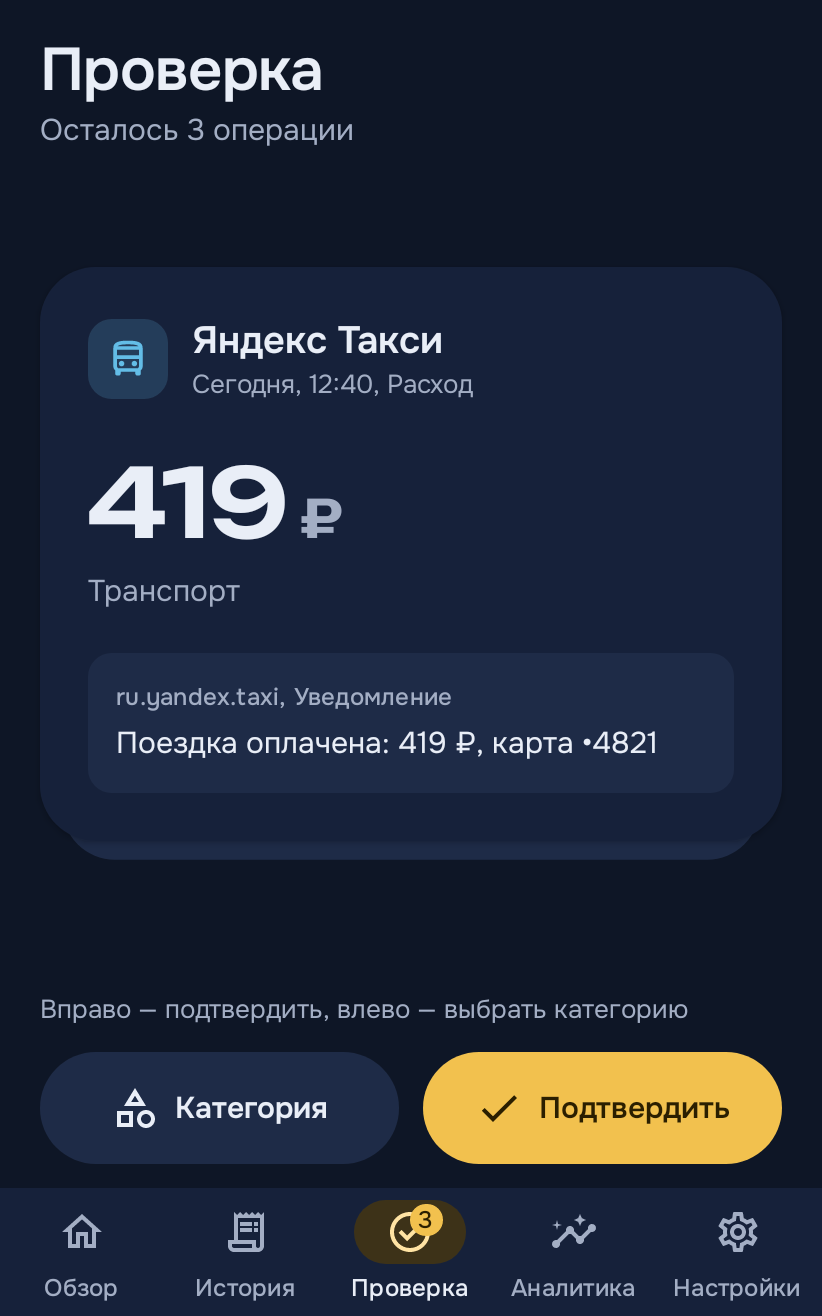 Проверка
Осталось 3 операции
Яндекс Такси
Сегодня, 12:40, Расход
419 ₽
Транспорт
ru.yandex.taxi, Уведомление
Поездка оплачена: 419 ₽, карта •4821
Вправо — подтвердить, влево — выбрать категорию
Категория
Подтвердить
3
Обзор
История
Проверка
Аналитика
Настройки